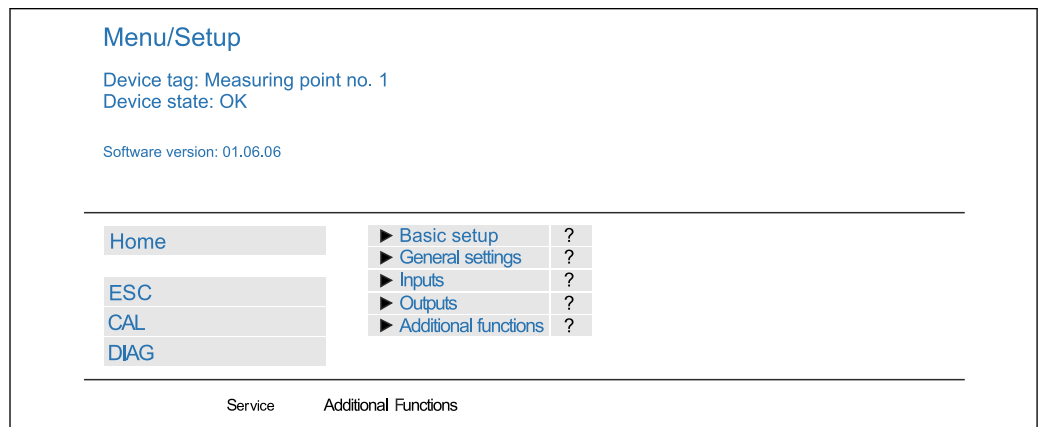 Menu/Setup
Device tag: Measuring point no. 1
Device state: OK
Software version: 01.06.06
Home
ESC
CAL
DIAG
► Basic setup ?
► General settings ?
► Inputs ?
► Outputs ?
► Additional functions ?
Service Additional Functions